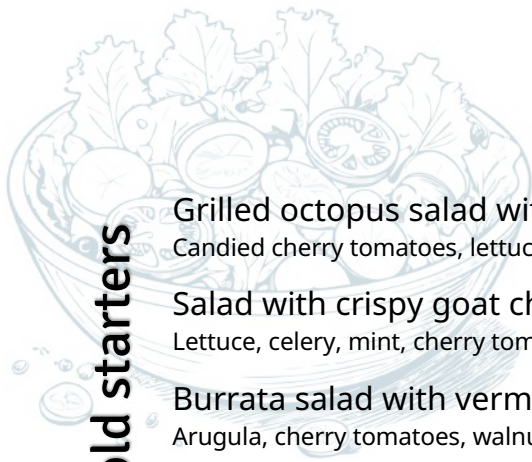 old starters
Grilled octopus salad
Candied cherry tomatoes,
Salad with crispy goat
Lettuce, celery, mint, cherry
Burrata salad with
Arugula, cherry tomatoes,